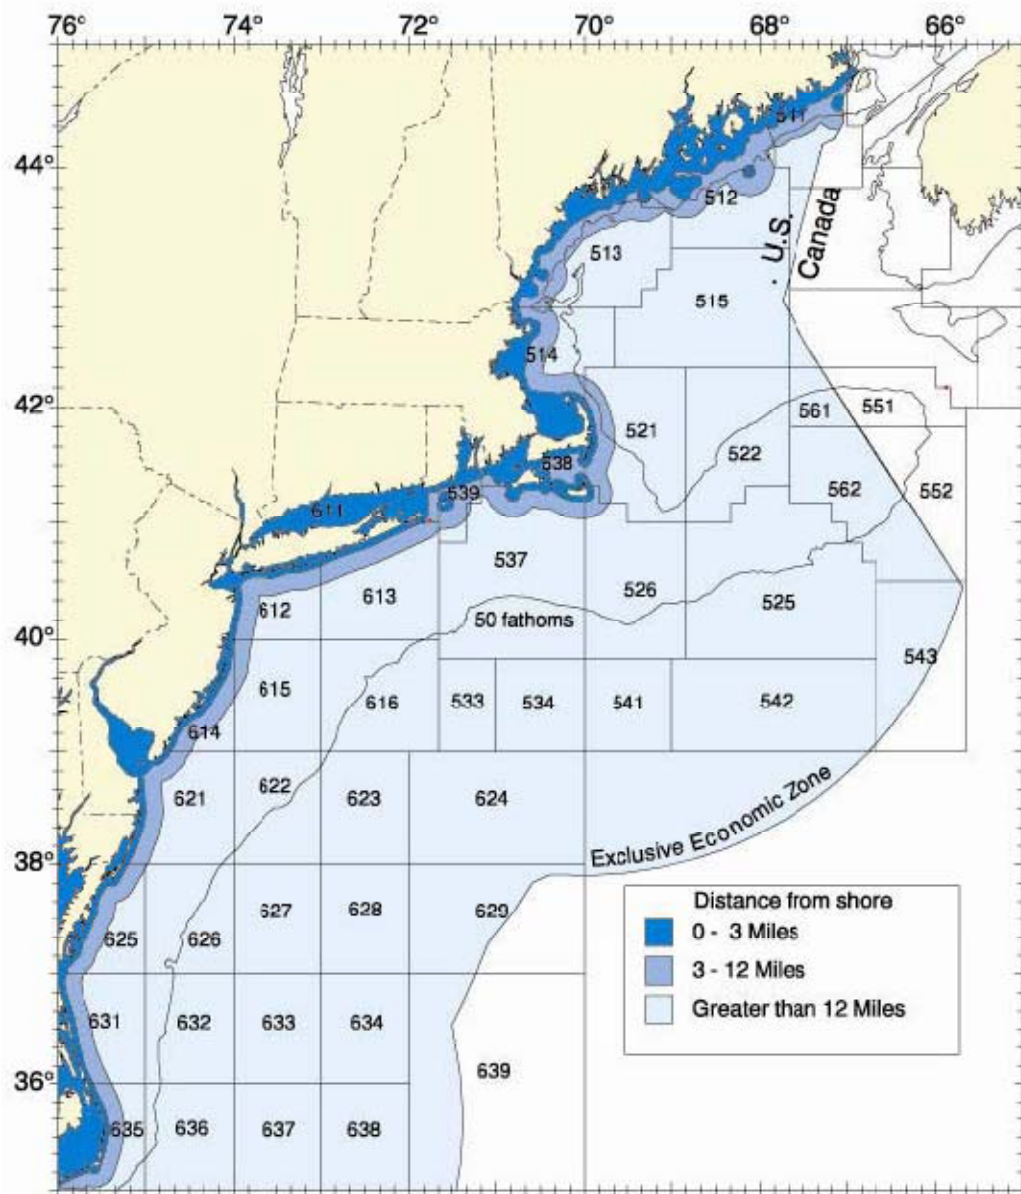 76° 74° 72° 70° 68° 66°
511
44°
512
U.S.
Canada
513
515
514
42°
561 551
521
522
538
562 552
539
611
537
526
613
612
525
50 fathoms
40°
543
615
616 533 534 541 542
614
622
621 623 624
Exclusive Economic Zone
38°
627 628 629
625 626
Distance from shore
0 - 3 Miles
3 - 12 Miles
Greater than 12 Miles
631 632 633 634
639
36°
635 636 637 638